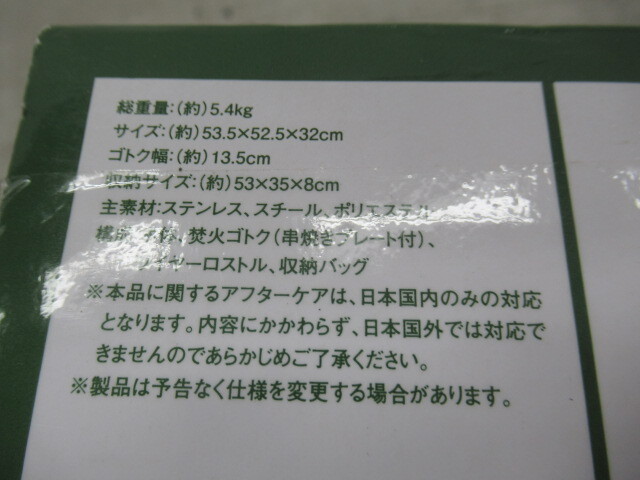 総重量:(約)5.4kg
サイズ:(約)53.5×52.5×32cm
ゴトク幅:(約)13.5cm
収納サイズ:(約)53×35×8cm
主素材:ステンレス、スチール、ポリエステル
構成:本体、焚火ゴトク(串焼きプレート付)、
ワイヤーロストル、収納バッグ
※本品に関するアフターケアは、日本国内のみの対応
となります。内容にかかわらず、日本国外では対応で
きませんのであらかじめご了承ください。
※製品は予告なく仕様を変更する場合があります。